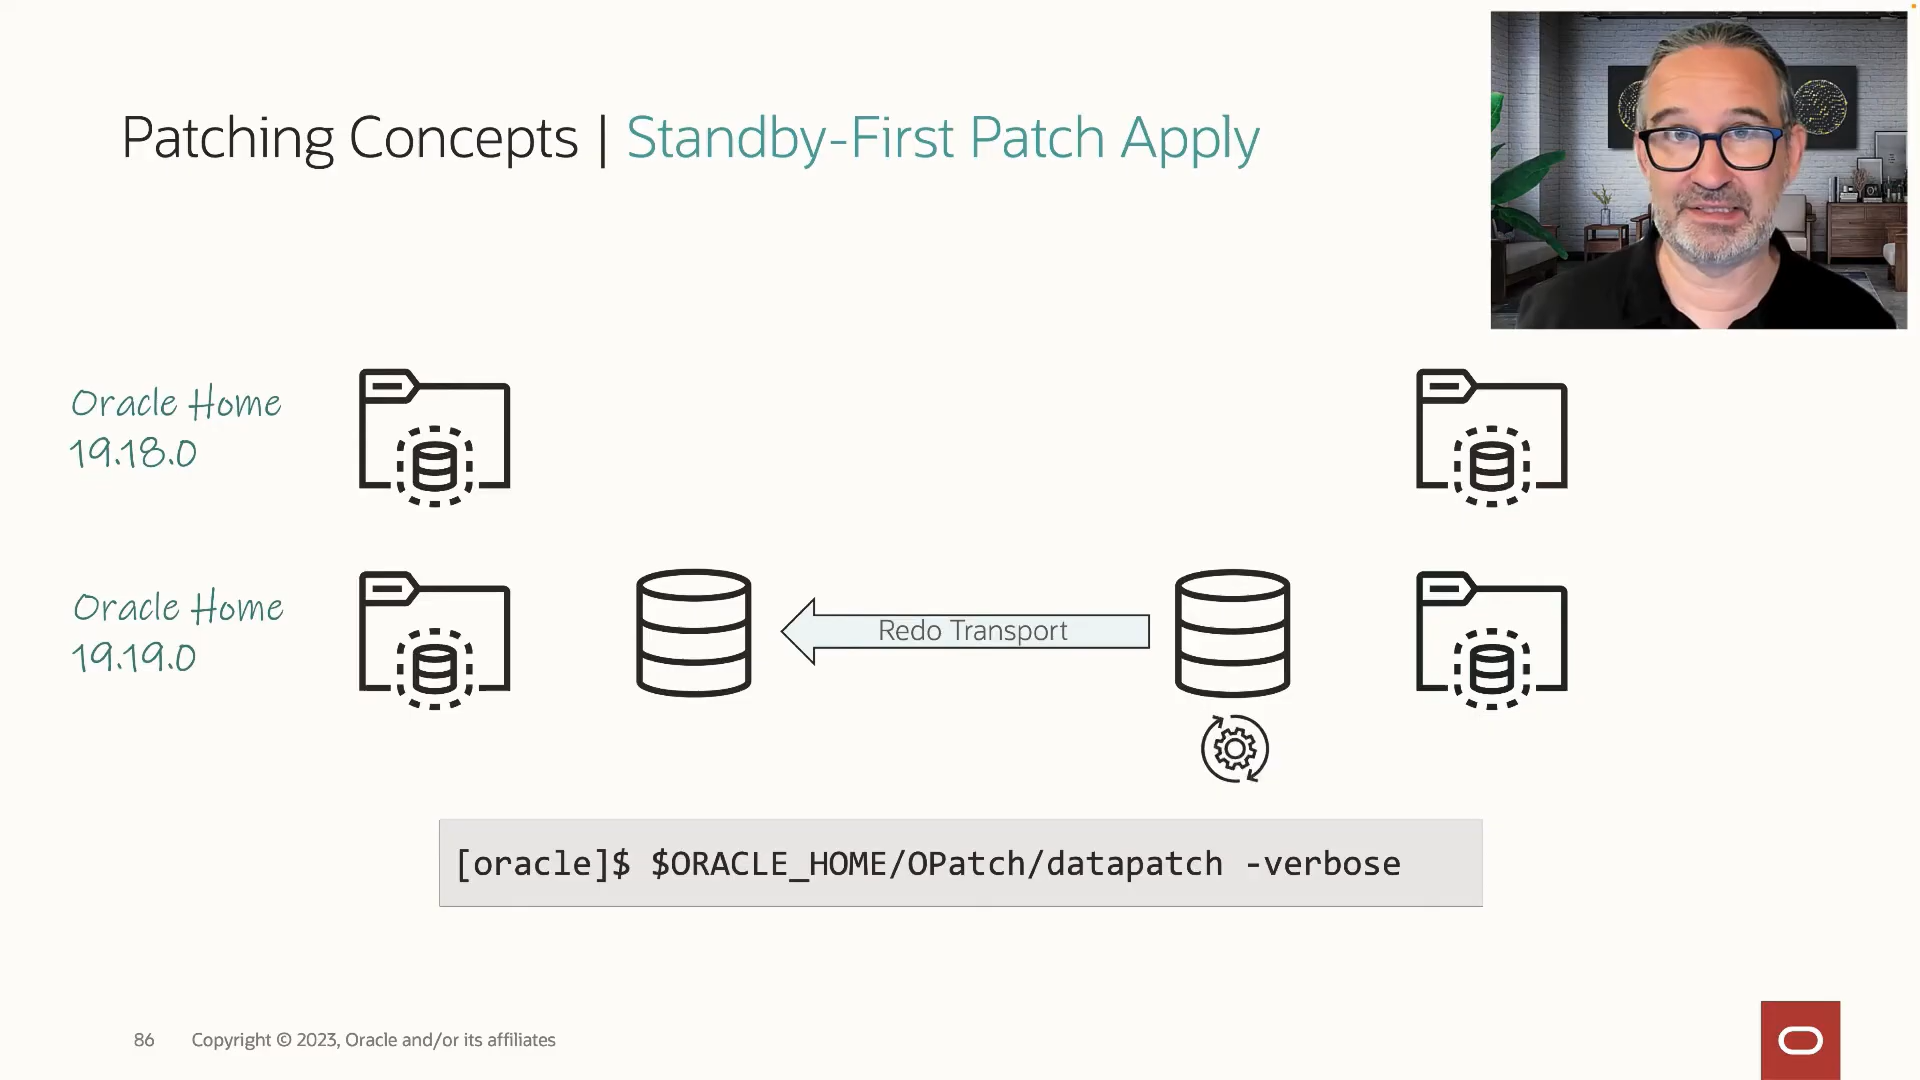 Patching Concepts | Standby-First Patch Apply
Oracle Home
19.18.0
Oracle Home
19.19.0
Redo Transport
[oracle]$ $ORACLE_HOME/OPatch/datapatch -verbose
86 Copyright © 2023, Oracle and/or its affiliates